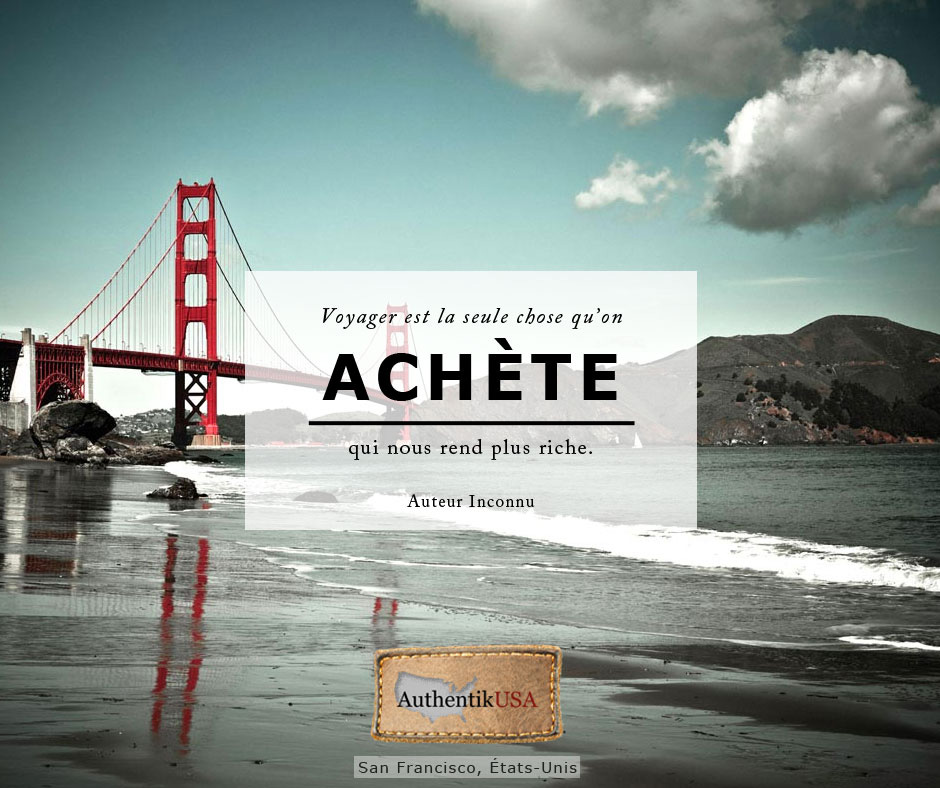 Voyager est la seule chose qu’on
ACHÈTE
qui nous rend plus riche.
Auteur Inconnu
AuthentikUSA
San Francisco, États-Unis